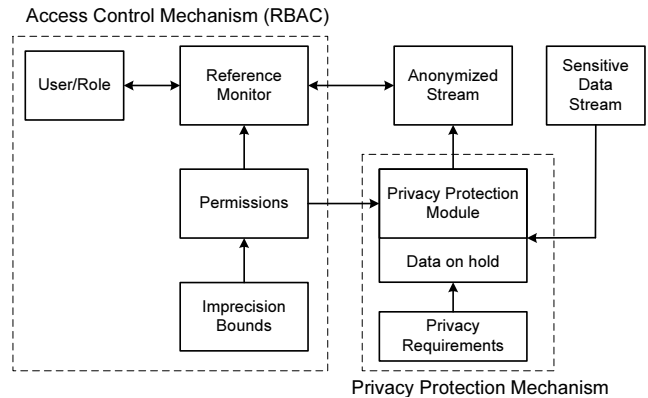 Access Control Mechanism (RBAC)
User/Role
Reference
Monitor
Anonymized
Stream
Sensitive
Data
Stream
Permissions
Privacy Protection
Module
Data on hold
Imprecision
Bounds
Privacy
Requirements
Privacy Protection Mechanism